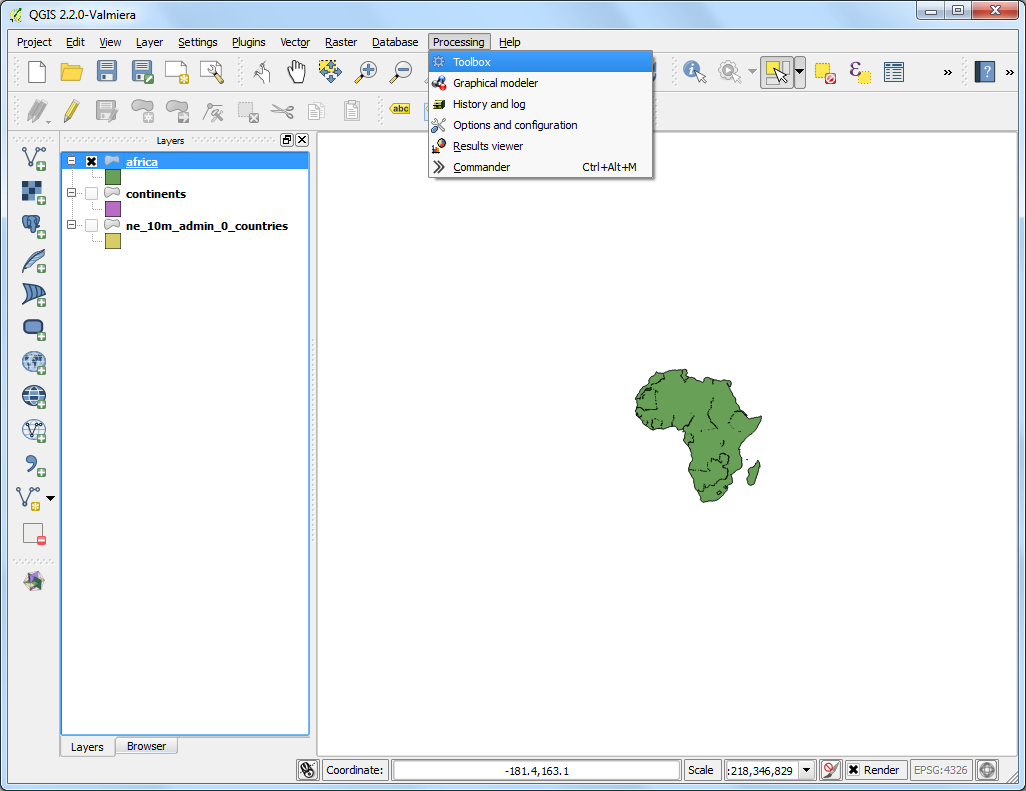 QGIS 2.2.0-Valmiera
Project Edit View Layer Settings Plugins Vector Raster Database Processing Help
Toolbox
Graphical modeler
History and log
Options and configuration
Results viewer
Commander Ctrl+Alt+M
abc
Layers
africa
continents
ne_10m_admin_0_countries
Layers Browser
Coordinate: -181.4,163.1 Scale :218,346,829 Render EPSG:4326